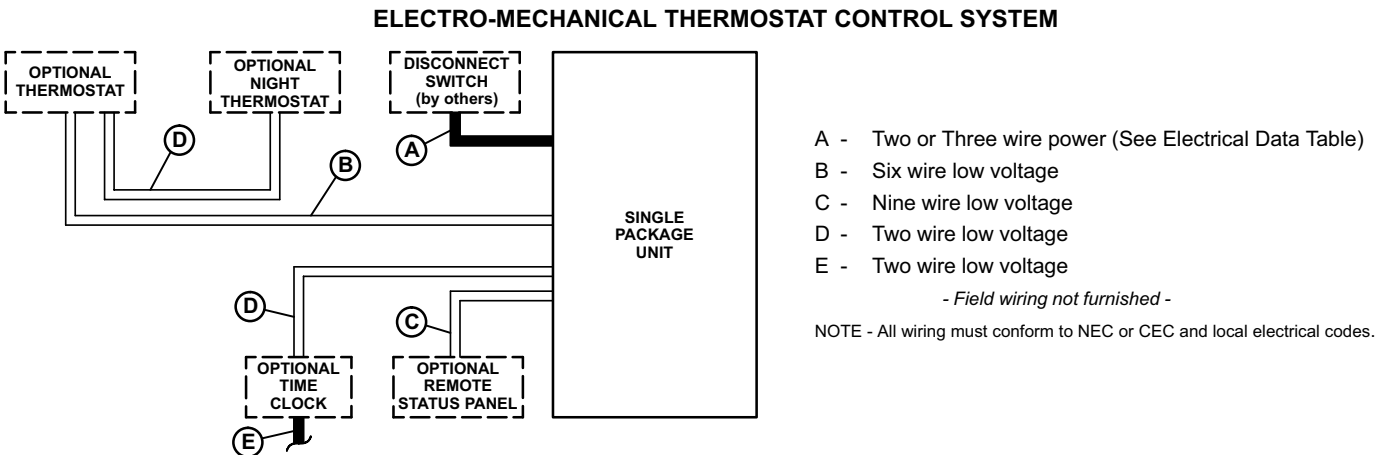 ELECTRO-MECHANICAL THERMOSTAT CONTROL SYSTEM
OPTIONAL
THERMOSTAT
OPTIONAL
NIGHT
THERMOSTAT
DISCONNECT
SWITCH
(by others)
D
B
A
SINGLE
PACKAGE
UNIT
D
C
OPTIONAL
TIME
CLOCK
OPTIONAL
REMOTE
STATUS PANEL
E
A - Two or Three wire power (See Electrical Data Table)
B - Six wire low voltage
C - Nine wire low voltage
D - Two wire low voltage
E - Two wire low voltage
- Field wiring not furnished -
NOTE - All wiring must conform to NEC or CEC and local electrical codes.